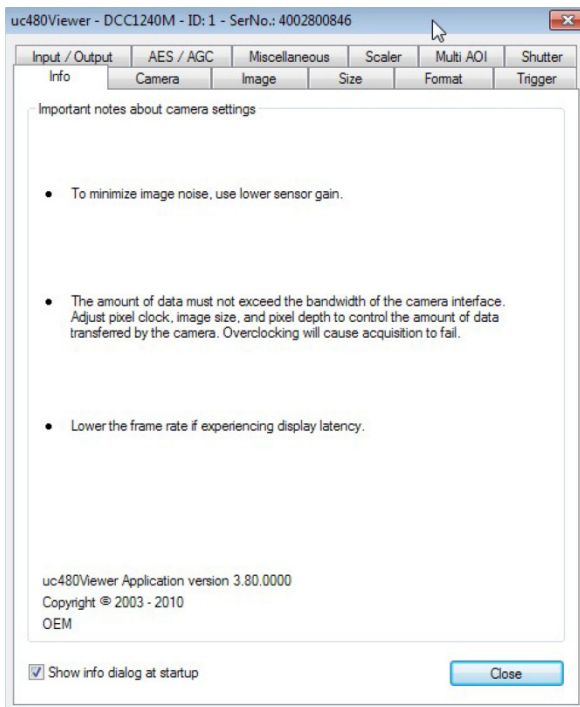 uc480Viewer - DCC1240M - ID: 1 - SerNo.: 4002800846
Input / Output AES / AGC Miscellaneous Scaler Multi AOI Shutter
Info Camera Image Size Format Trigger
Important notes about camera settings
● To minimize image noise, use lower sensor gain.
● The amount of data must not exceed the bandwidth of the camera interface.
Adjust pixel clock, image size, and pixel depth to control the amount of data
transferred by the camera. Overclocking will cause acquisition to fail.
● Lower the frame rate if experiencing display latency.
uc480Viewer Application version 3.80.0000
Copyright © 2003 - 2010
OEM
Show info dialog at startup
Close